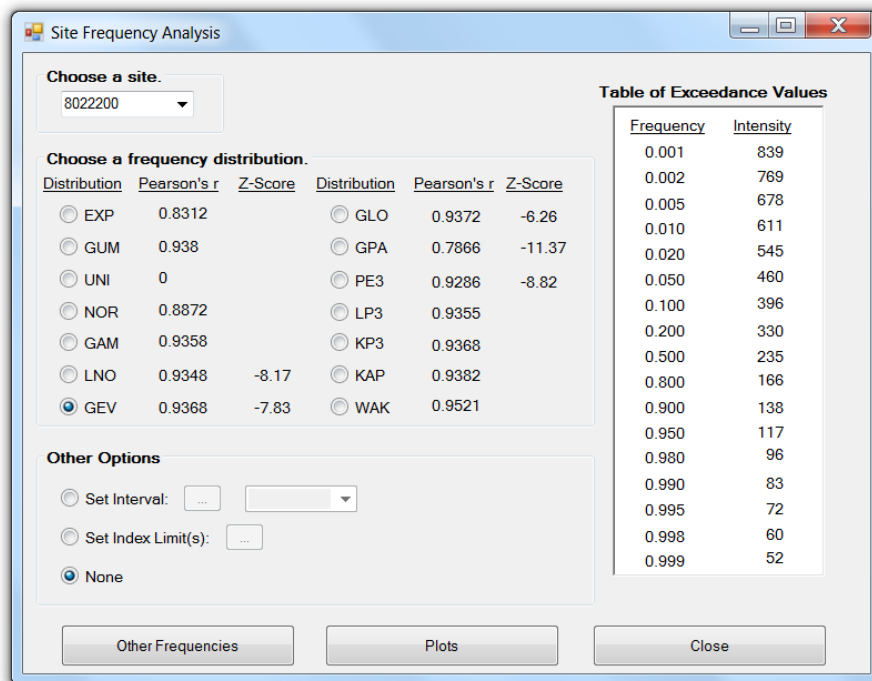 Site Frequency Analysis
Choose a site.
8022200
Choose a frequency distribution.
Distribution Pearson's r Z-Score Distribution Pearson's r Z-Score
EXP 0.8312 GLO 0.9372 -6.26
GUM 0.938 GPA 0.7866 -11.37
UNI 0 PE3 0.9286 -8.82
NOR 0.8872 LP3 0.9355
GAM 0.9358 KP3 0.9368
LNO 0.9348 -8.17 KAP 0.9382
GEV 0.9368 -7.83 WAK 0.9521
Other Options
Set Interval: ...
Set Index Limit(s): ...
None
Table of Exceedance Values
Frequency Intensity
0.001 839
0.002 769
0.005 678
0.010 611
0.020 545
0.050 460
0.100 396
0.200 330
0.500 235
0.800 166
0.900 138
0.950 117
0.980 96
0.990 83
0.995 72
0.998 60
0.999 52
Other Frequencies Plots Close